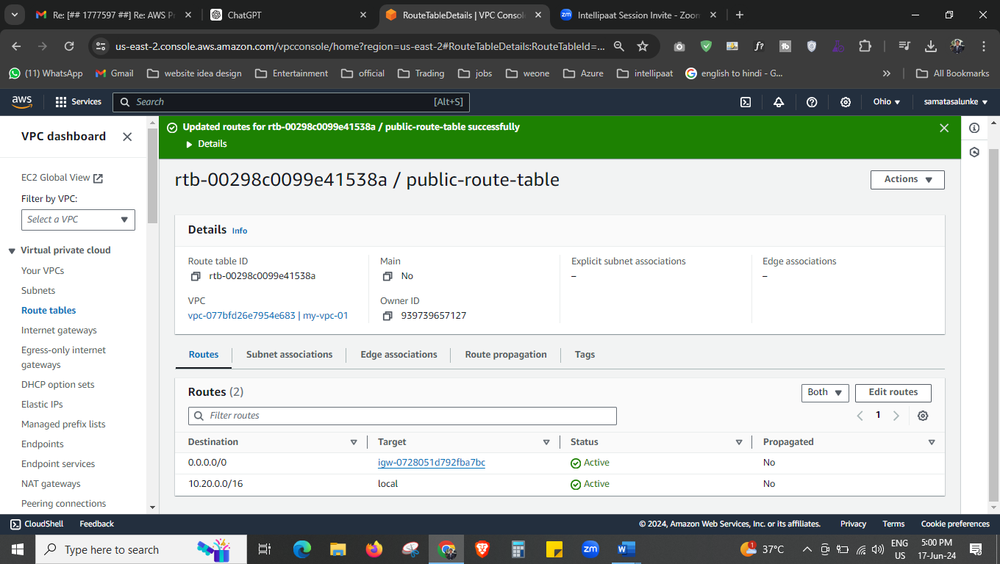 Re: [## 1777597 ##] Re: AWS Pr
ChatGPT
RouteTableDetails | VPC Consol
Intellipaat Session Invite - Zoom
us-east-2.console.aws.amazon.com/vpcconsole/home?region=us-east-2#RouteTableDetails:RouteTableId=...
(11) WhatsApp
Gmail
website idea design
Entertainment
official
Trading
jobs
weone
Azure
intellipaat
english to hindi - G...
All Bookmarks
aws
Services
Search
[Alt+S]
Ohio
samatasalunke
VPC dashboard
EC2 Global View
Filter by VPC:
Select a VPC
Virtual private cloud
Your VPCs
Subnets
Route tables
Internet gateways
Egress-only internet
gateways
DHCP option sets
Elastic IPs
Managed prefix lists
Endpoints
Endpoint services
NAT gateways
Peering connections
Updated routes for rtb-00298c0099e41538a / public-route-table successfully
Details
rtb-00298c0099e41538a / public-route-table
Actions
Details Info
Route table ID
rtb-00298c0099e41538a
Main
No
Explicit subnet associations
–
Edge associations
–
VPC
vpc-077bfd26e7954e683 | my-vpc-01
Owner ID
939739657127
Routes
Subnet associations
Edge associations
Route propagation
Tags
Routes (2)
Both
Edit routes
Filter routes
1
Destination Target Status Propagated
0.0.0.0/0 igw-0728051d792fba7bc Active No
10.20.0.0/16 local Active No
CloudShell
Feedback
© 2024, Amazon Web Services, Inc. or its affiliates.
Privacy
Terms
Cookie preferences
Type here to search
zm
1
37°C
ENG
US
5:00 PM
17-Jun-24